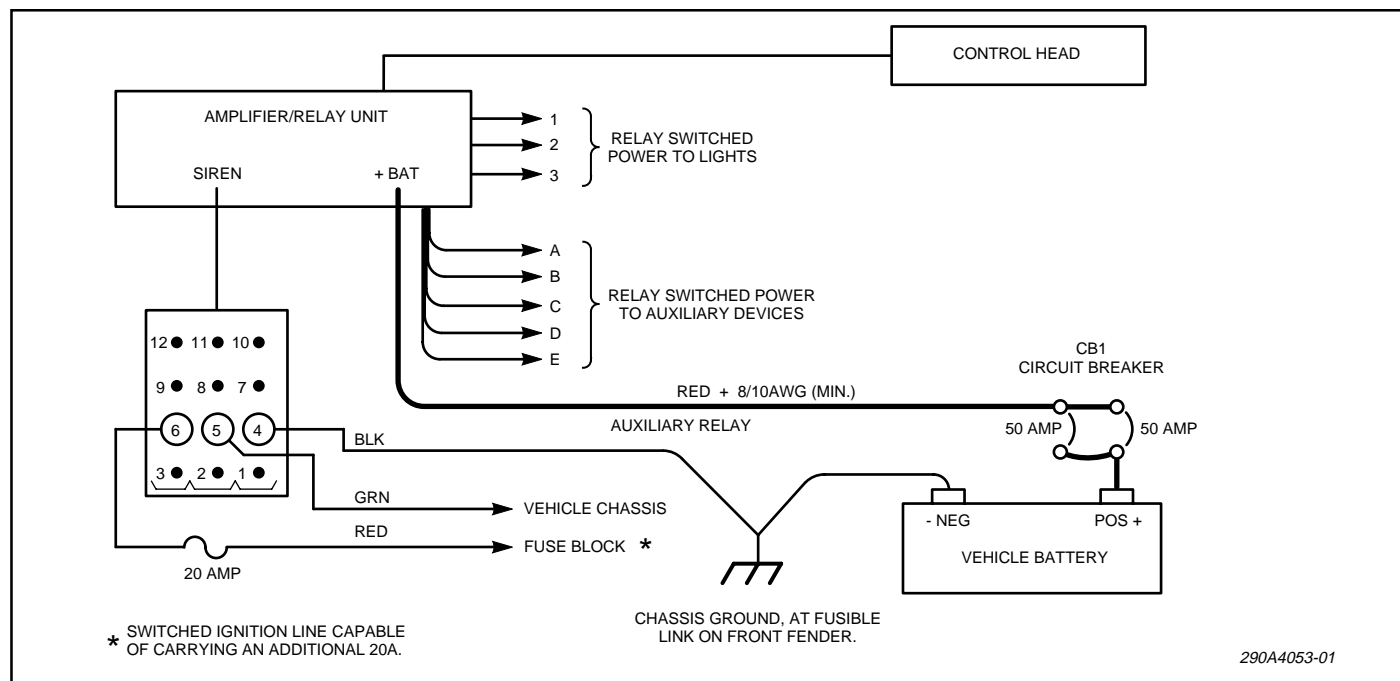 CONTROL HEAD
AMPLIFIER/RELAY UNIT
SIREN
+ BAT
1
2
3
RELAY SWITCHED
POWER TO LIGHTS
A
B
C
D
E
RELAY SWITCHED POWER
TO AUXILIARY DEVICES
12 11 10
9 8 7
6 5 4
3 2 1
CB1
CIRCUIT BREAKER
RED + 8/10AWG (MIN.)
AUXILIARY RELAY
50 AMP
50 AMP
BLK
GRN
VEHICLE CHASSIS
RED
FUSE BLOCK *
20 AMP
- NEG
POS +
VEHICLE BATTERY
CHASSIS GROUND, AT FUSIBLE
LINK ON FRONT FENDER.
* SWITCHED IGNITION LINE CAPABLE
OF CARRYING AN ADDITIONAL 20A.
290A4053-01